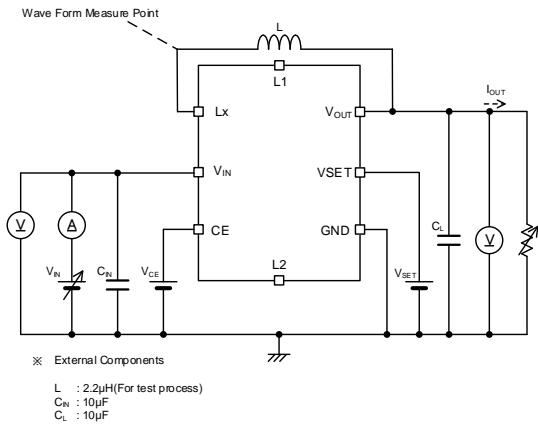 Wave Form Measure Point
L
L1
Lx
VOUT
IOUT
VIN
VSET
V
A
CE
GND
CL
V
VIN
CIN
VCE
L2
VSET
※ External Components
L : 2.2μH(For test process)
CIN : 10μF
CL : 10μF